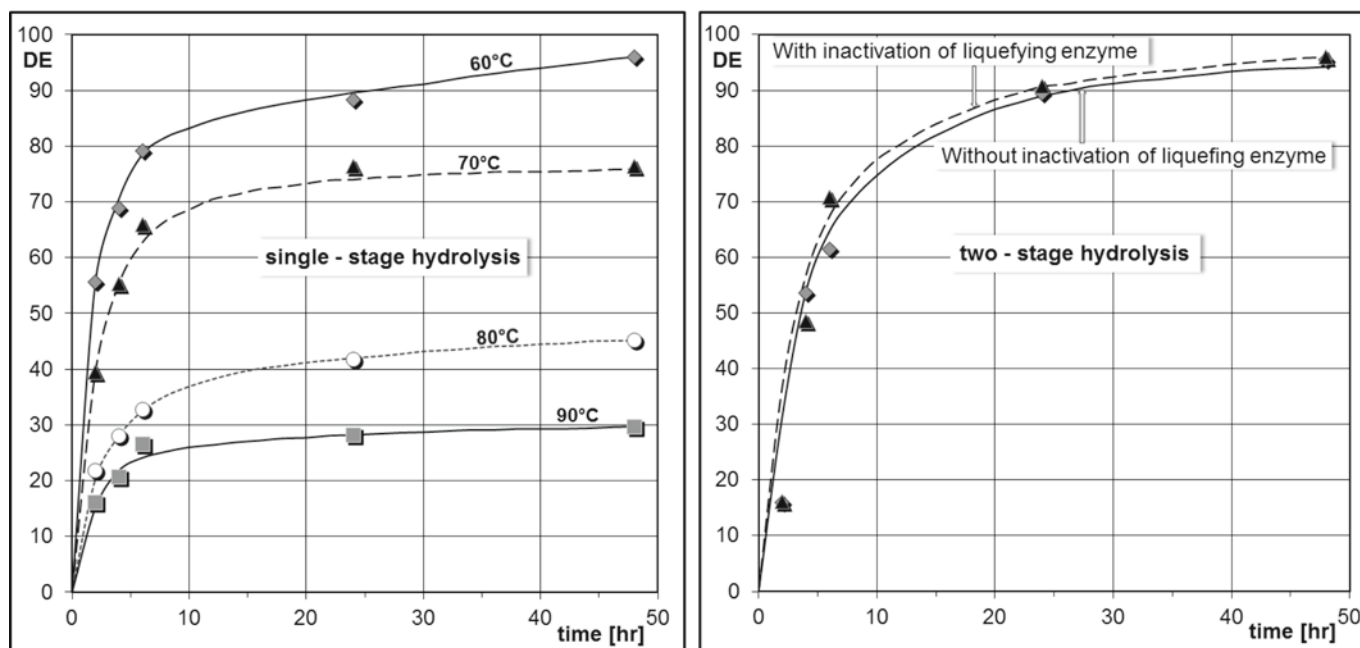 100
DE
90
80
70
60
50
40
30
20
10
0
60°C
70°C
single - stage hydrolysis
80°C
90°C
0 10 20 30 40 50
time [hr]
100
DE
90
80
70
60
50
40
30
20
10
0
With inactivation of liquefying enzyme
Without inactivation of liquefing enzyme
two - stage hydrolysis
0 10 20 30 40 50
time [hr]